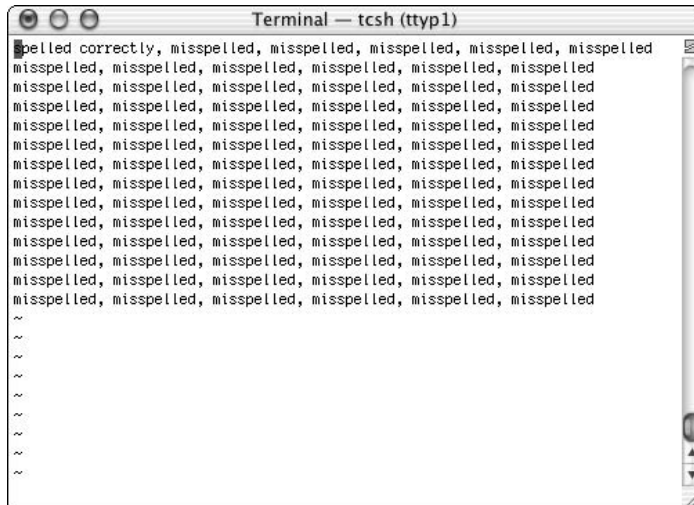 Terminal — tcsh (ttyp1)
spelled correctly, misspelled, misspelled, misspelled, misspelled, misspelled
misspelled, misspelled, misspelled, misspelled, misspelled, misspelled
misspelled, misspelled, misspelled, misspelled, misspelled, misspelled
misspelled, misspelled, misspelled, misspelled, misspelled, misspelled
misspelled, misspelled, misspelled, misspelled, misspelled, misspelled
misspelled, misspelled, misspelled, misspelled, misspelled, misspelled
misspelled, misspelled, misspelled, misspelled, misspelled, misspelled
misspelled, misspelled, misspelled, misspelled, misspelled, misspelled
misspelled, misspelled, misspelled, misspelled, misspelled, misspelled
misspelled, misspelled, misspelled, misspelled, misspelled, misspelled
misspelled, misspelled, misspelled, misspelled, misspelled, misspelled
misspelled, misspelled, misspelled, misspelled, misspelled, misspelled
misspelled, misspelled, misspelled, misspelled, misspelled, misspelled
misspelled, misspelled, misspelled, misspelled, misspelled, misspelled
~
~
~
~
~
~
~
~
~